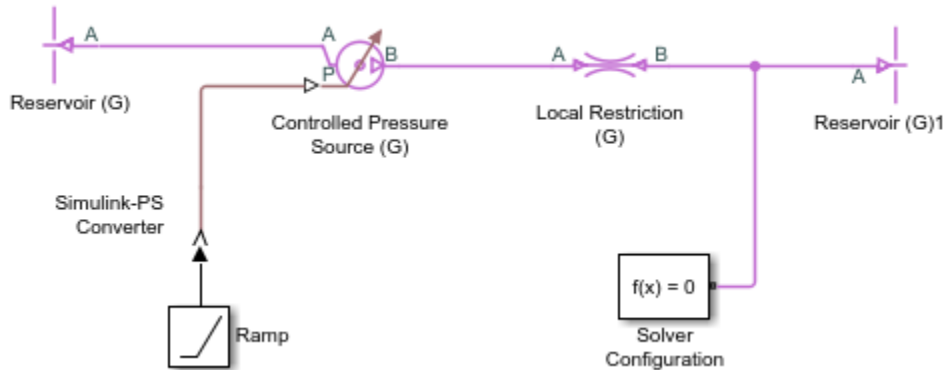 A
A
B
P
A
B
A
Reservoir (G)
Controlled Pressure
Source (G)
Local Restriction
(G)
Reservoir (G)1
Simulink-PS
Converter
f(x) = 0
Ramp
Solver
Configuration